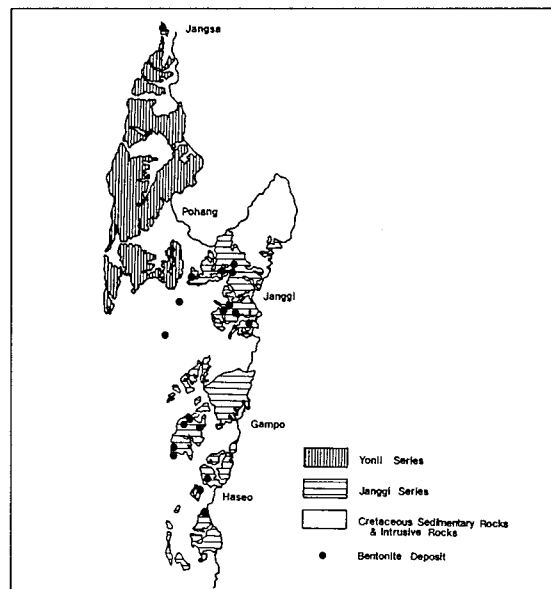 Jangsa
Pohang
Janggi
Gampo
Haseo
Yonil Series
Janggi Series
Cretaceous Sedimentary Rocks
& Intrusive Rocks
Bentonite Deposit